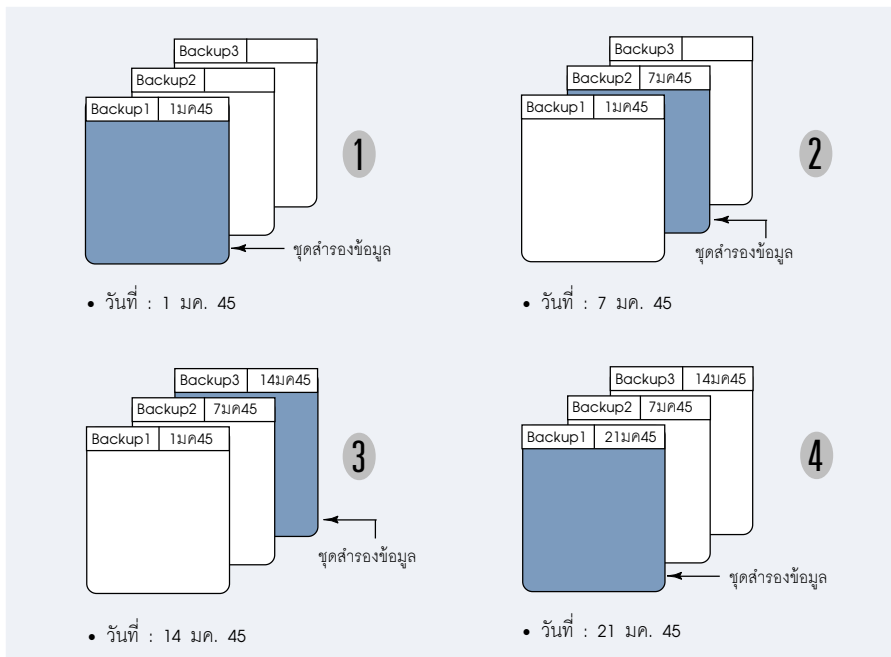 Backup3
Backup2
Backup1 1มค45
1
ชุดสำรองข้อมูล
• วันที่ : 1 มค. 45
Backup3
Backup2 7มค45
Backup1 1มค45
2
ชุดสำรองข้อมูล
• วันที่ : 7 มค. 45
Backup3 14มค45
Backup2 7มค45
Backup1 1มค45
3
ชุดสำรองข้อมูล
• วันที่ : 14 มค. 45
Backup3 14มค45
Backup2 7มค45
Backup1 21มค45
4
ชุดสำรองข้อมูล
• วันที่ : 21 มค. 45